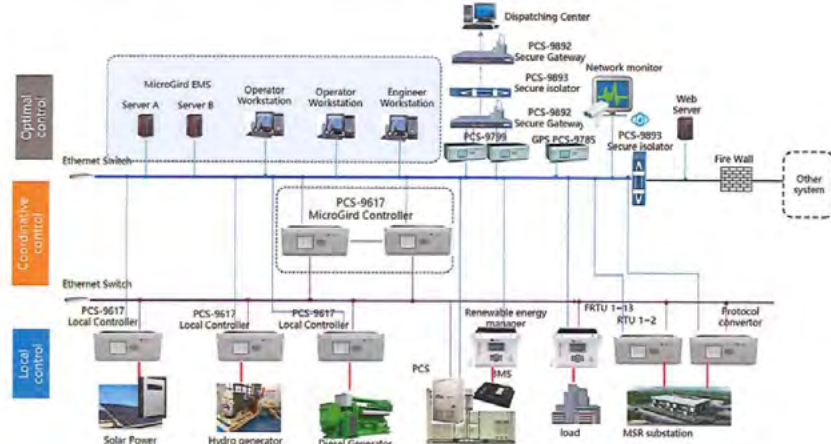 Dispatching Center
PCS-9892
Secure Gateway
PCS-9893
Secure isolator
PCS-9892
Secure Gateway
Network monitor
MicroGird EMS
Server A
Server B
Operator
Workstation
Operator
Workstation
Engineer
Workstation
PCS-9799
GPS PCS-9785
PCS-9893
Secure isolator
Web
Server
Fire Wall
Other
system
Optimal
control
Ethernet Switch
Coordinative
control
PCS-9617
MicroGird Controller
Ethernet Switch
Local
control
PCS-9617
Local Controller
PCS-9617
Local Controller
PCS-9617
Local Controller
Renewable energy
manager
FRTU 1~13
RTU 1~2
Protocol
convertor
PCS
BMS
Solar Power
Hydro generator
Diesel Generator
load
MSR substation